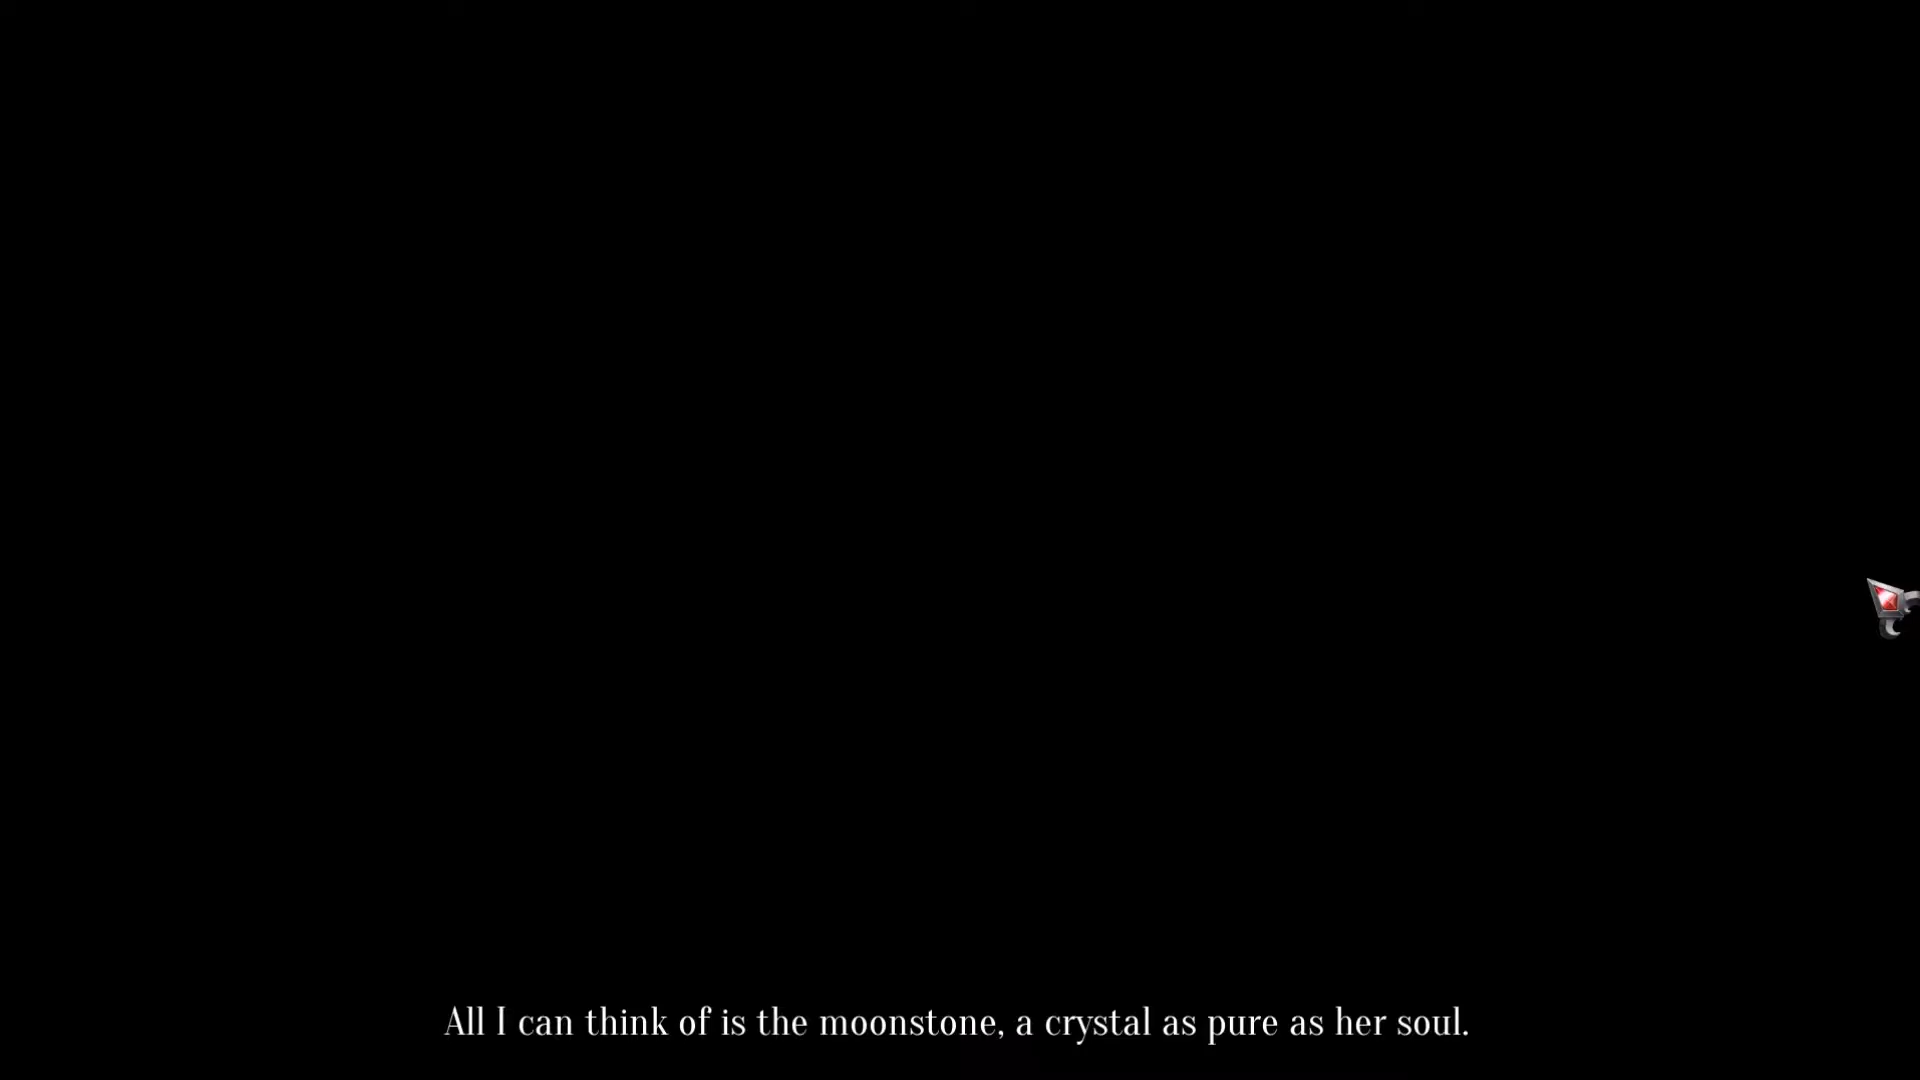 All I can think of is the moonstone, a crystal as pure as her soul.